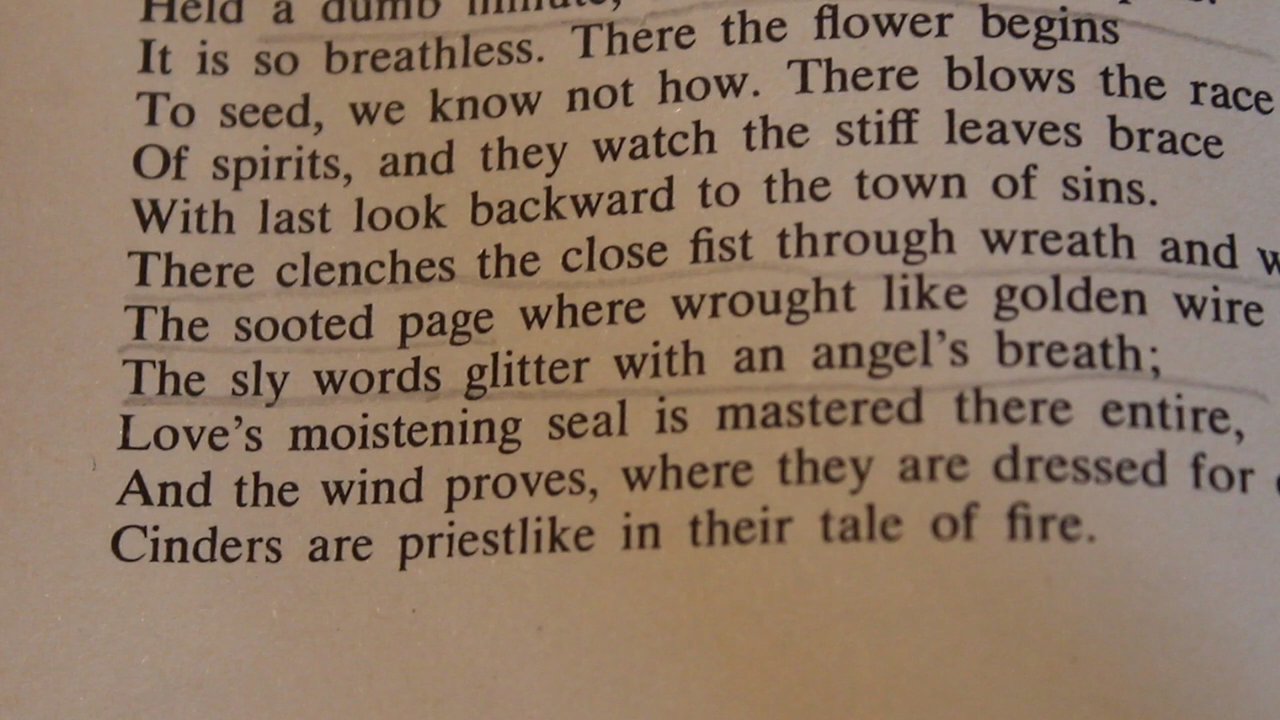 Held a dumb minute,
It is so breathless. There the flower begins
To seed, we know not how. There blows the race
Of spirits, and they watch the stiff leaves brace
With last look backward to the town of sins.
There clenches the close fist through wreath and
The sooted page where wrought like golden wire
The sly words glitter with an angel's breath;
Love's moistening seal is mastered there entire,
And the wind proves, where they are dressed for
Cinders are priestlike in their tale of fire.